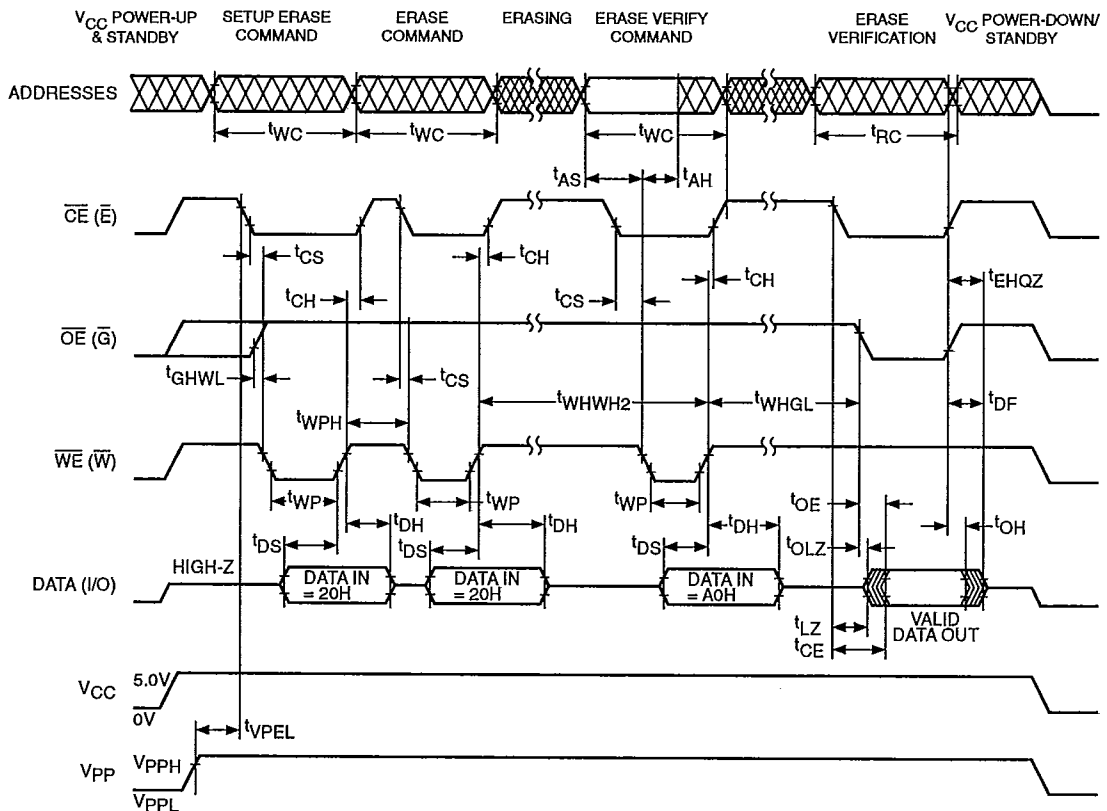 VCC POWER-UP & STANDBY
SETUP ERASE COMMAND
ERASE COMMAND
ERASING
ERASE VERIFY COMMAND
ERASE VERIFICATION
VCC POWER-DOWN/ STANDBY
ADDRESSES
tWC
tWC
tWC
tRC
tAS
tAH
CE (E)
tCS
tCH
tCH
tCS
tCH
tEHQZ
OE (G)
tGHWL
tCS
tWPH
tWHWH2
tWHGL
tDF
WE (W)
tWP
tWP
tWP
tOE
tDH
tDH
tDH
tOH
tDS
tDS
tDS
tOLZ
HIGH-Z
DATA (I/O)
DATA IN = 20H
DATA IN = 20H
DATA IN = A0H
VALID DATA OUT
tLZ
tCE
VCC
5.0V
0V
tVPEL
VPP
VPPH
VPPL